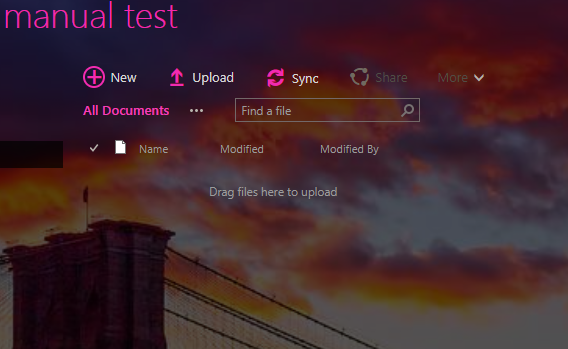 manual test
New Upload Sync Share More
All Documents ••• Find a file
Name Modified Modified By
Drag files here to upload